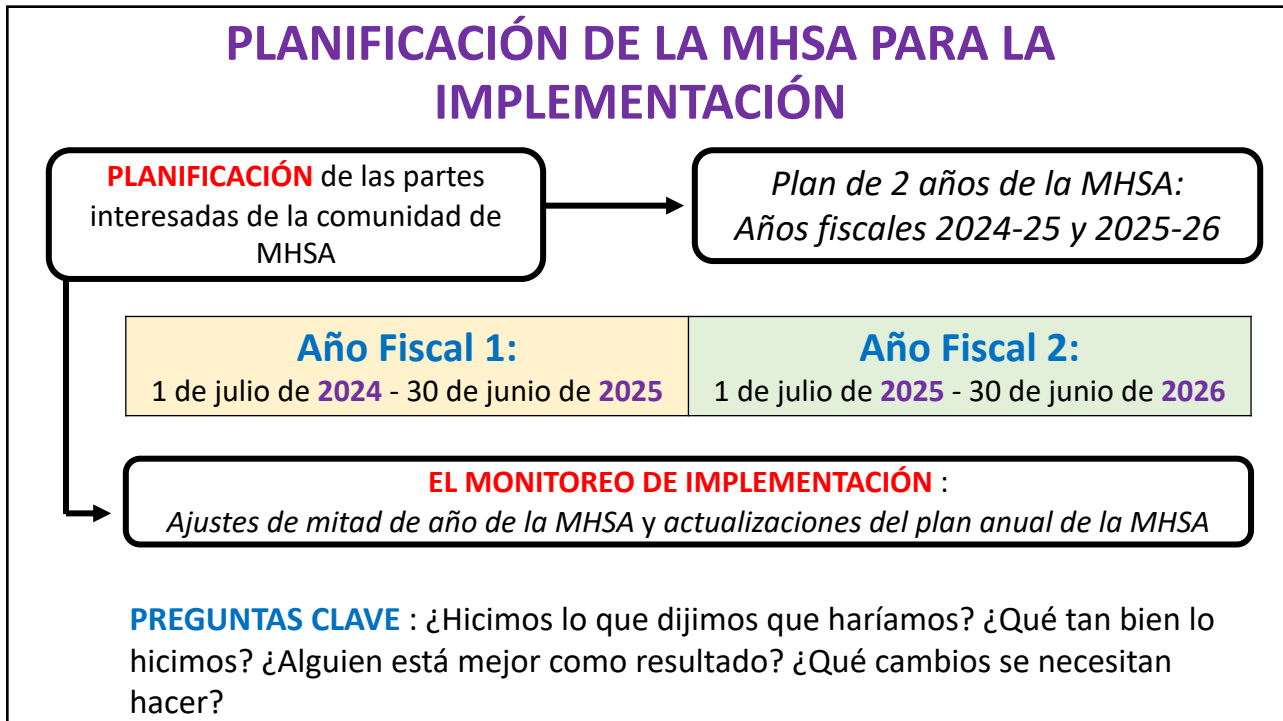 PLANIFICACIÓN DE LA MHSA PARA LA
IMPLEMENTACIÓN
PLANIFICACIÓN de las partes
interesadas de la comunidad de
MHSA
Plan de 2 años de la MHSA:
Años fiscales 2024-25 y 2025-26
Año Fiscal 1:
1 de julio de 2024 - 30 de junio de 2025
Año Fiscal 2:
1 de julio de 2025 - 30 de junio de 2026
EL MONITOREO DE IMPLEMENTACIÓN :
Ajustes de mitad de año de la MHSA y actualizaciones del plan anual de la MHSA
PREGUNTAS CLAVE : ¿Hicimos lo que dijimos que haríamos? ¿Qué tan bien lo
hicimos? ¿Alguien está mejor como resultado? ¿Qué cambios se necesitan
hacer?